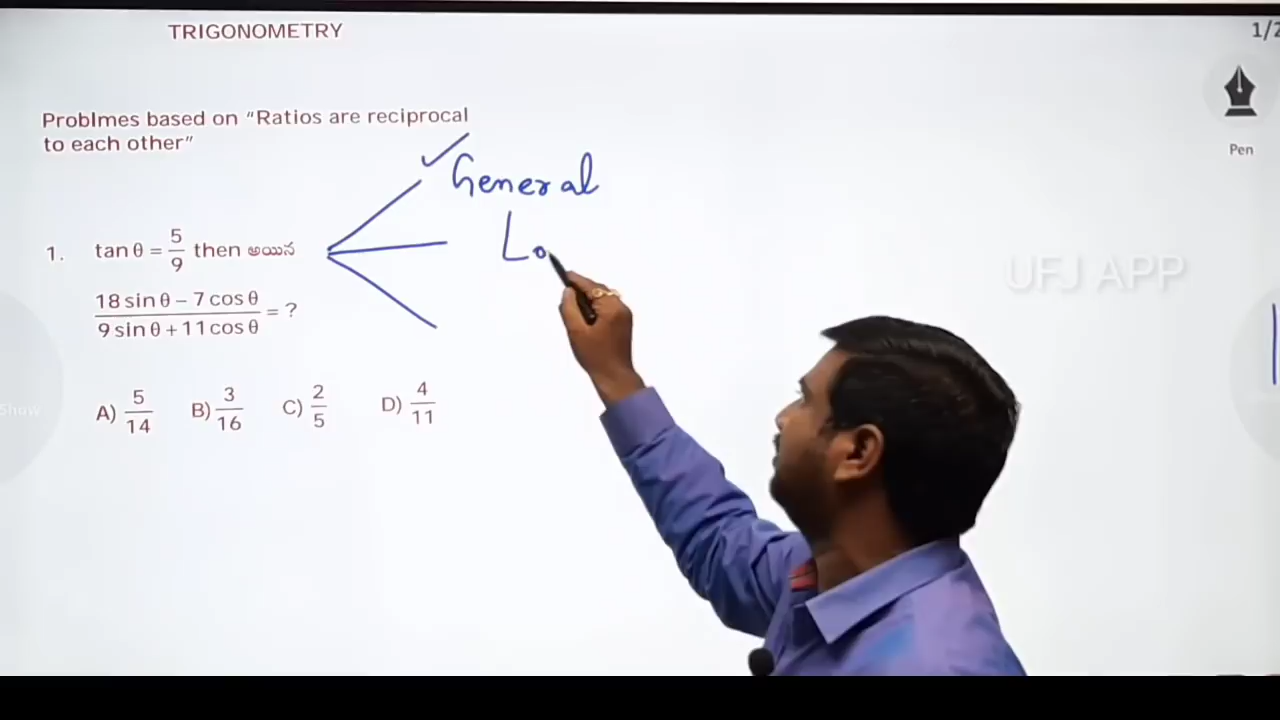 TRIGONOMETRY
1/2
Pen
Problmes based on “Ratios are reciprocal
to each other”
General
Lo
1. tan θ = 5/9 then అయిన
(18 sin θ – 7 cos θ)/(9 sin θ + 11 cos θ) = ?
A) 5/14 B) 3/16 C) 2/5 D) 4/11
UFJ APP
Show